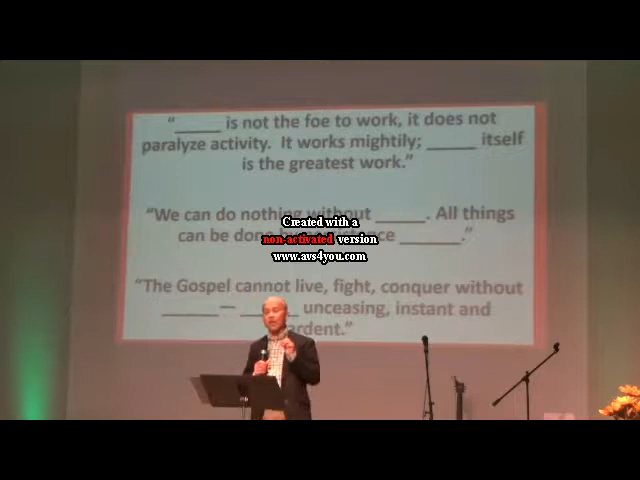 “_____ is not the foe to work, it does not
paralyze activity. It works mightily; _____ itself
is the greatest work.”
“We can do nothing without _____. All things
can be done
nce ______.”
“The Gospel cannot live, fight, conquer without
______ – ______ unceasing, instant and
ardent.”
Created with a
non-activated version
www.avs4you.com